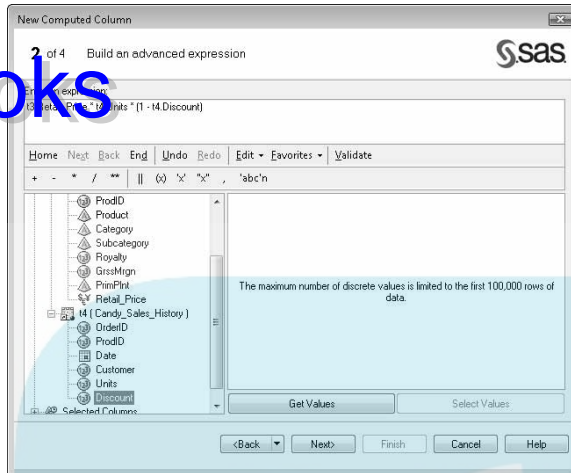 New Computed Column
2 of 4 Build an advanced expression
sas.
oks
expression:
t3.Retail_Price * t4.Units * (1 - t4.Discount)
Home Next Back End Undo Redo Edit Favorites Validate
+ - * / ** || (x) 'x' "x" , 'abc'n
ProdID
Product
Category
Subcategory
Royalty
GrssMrgn
PrimPlnt
Retail_Price
t4 ( Candy_Sales_History )
OrderID
ProdID
Date
Customer
Units
Discount
Selected Columns
The maximum number of discrete values is limited to the first 100,000 rows of
data.
Get Values Select Values
<Back Next> Finish Cancel Help